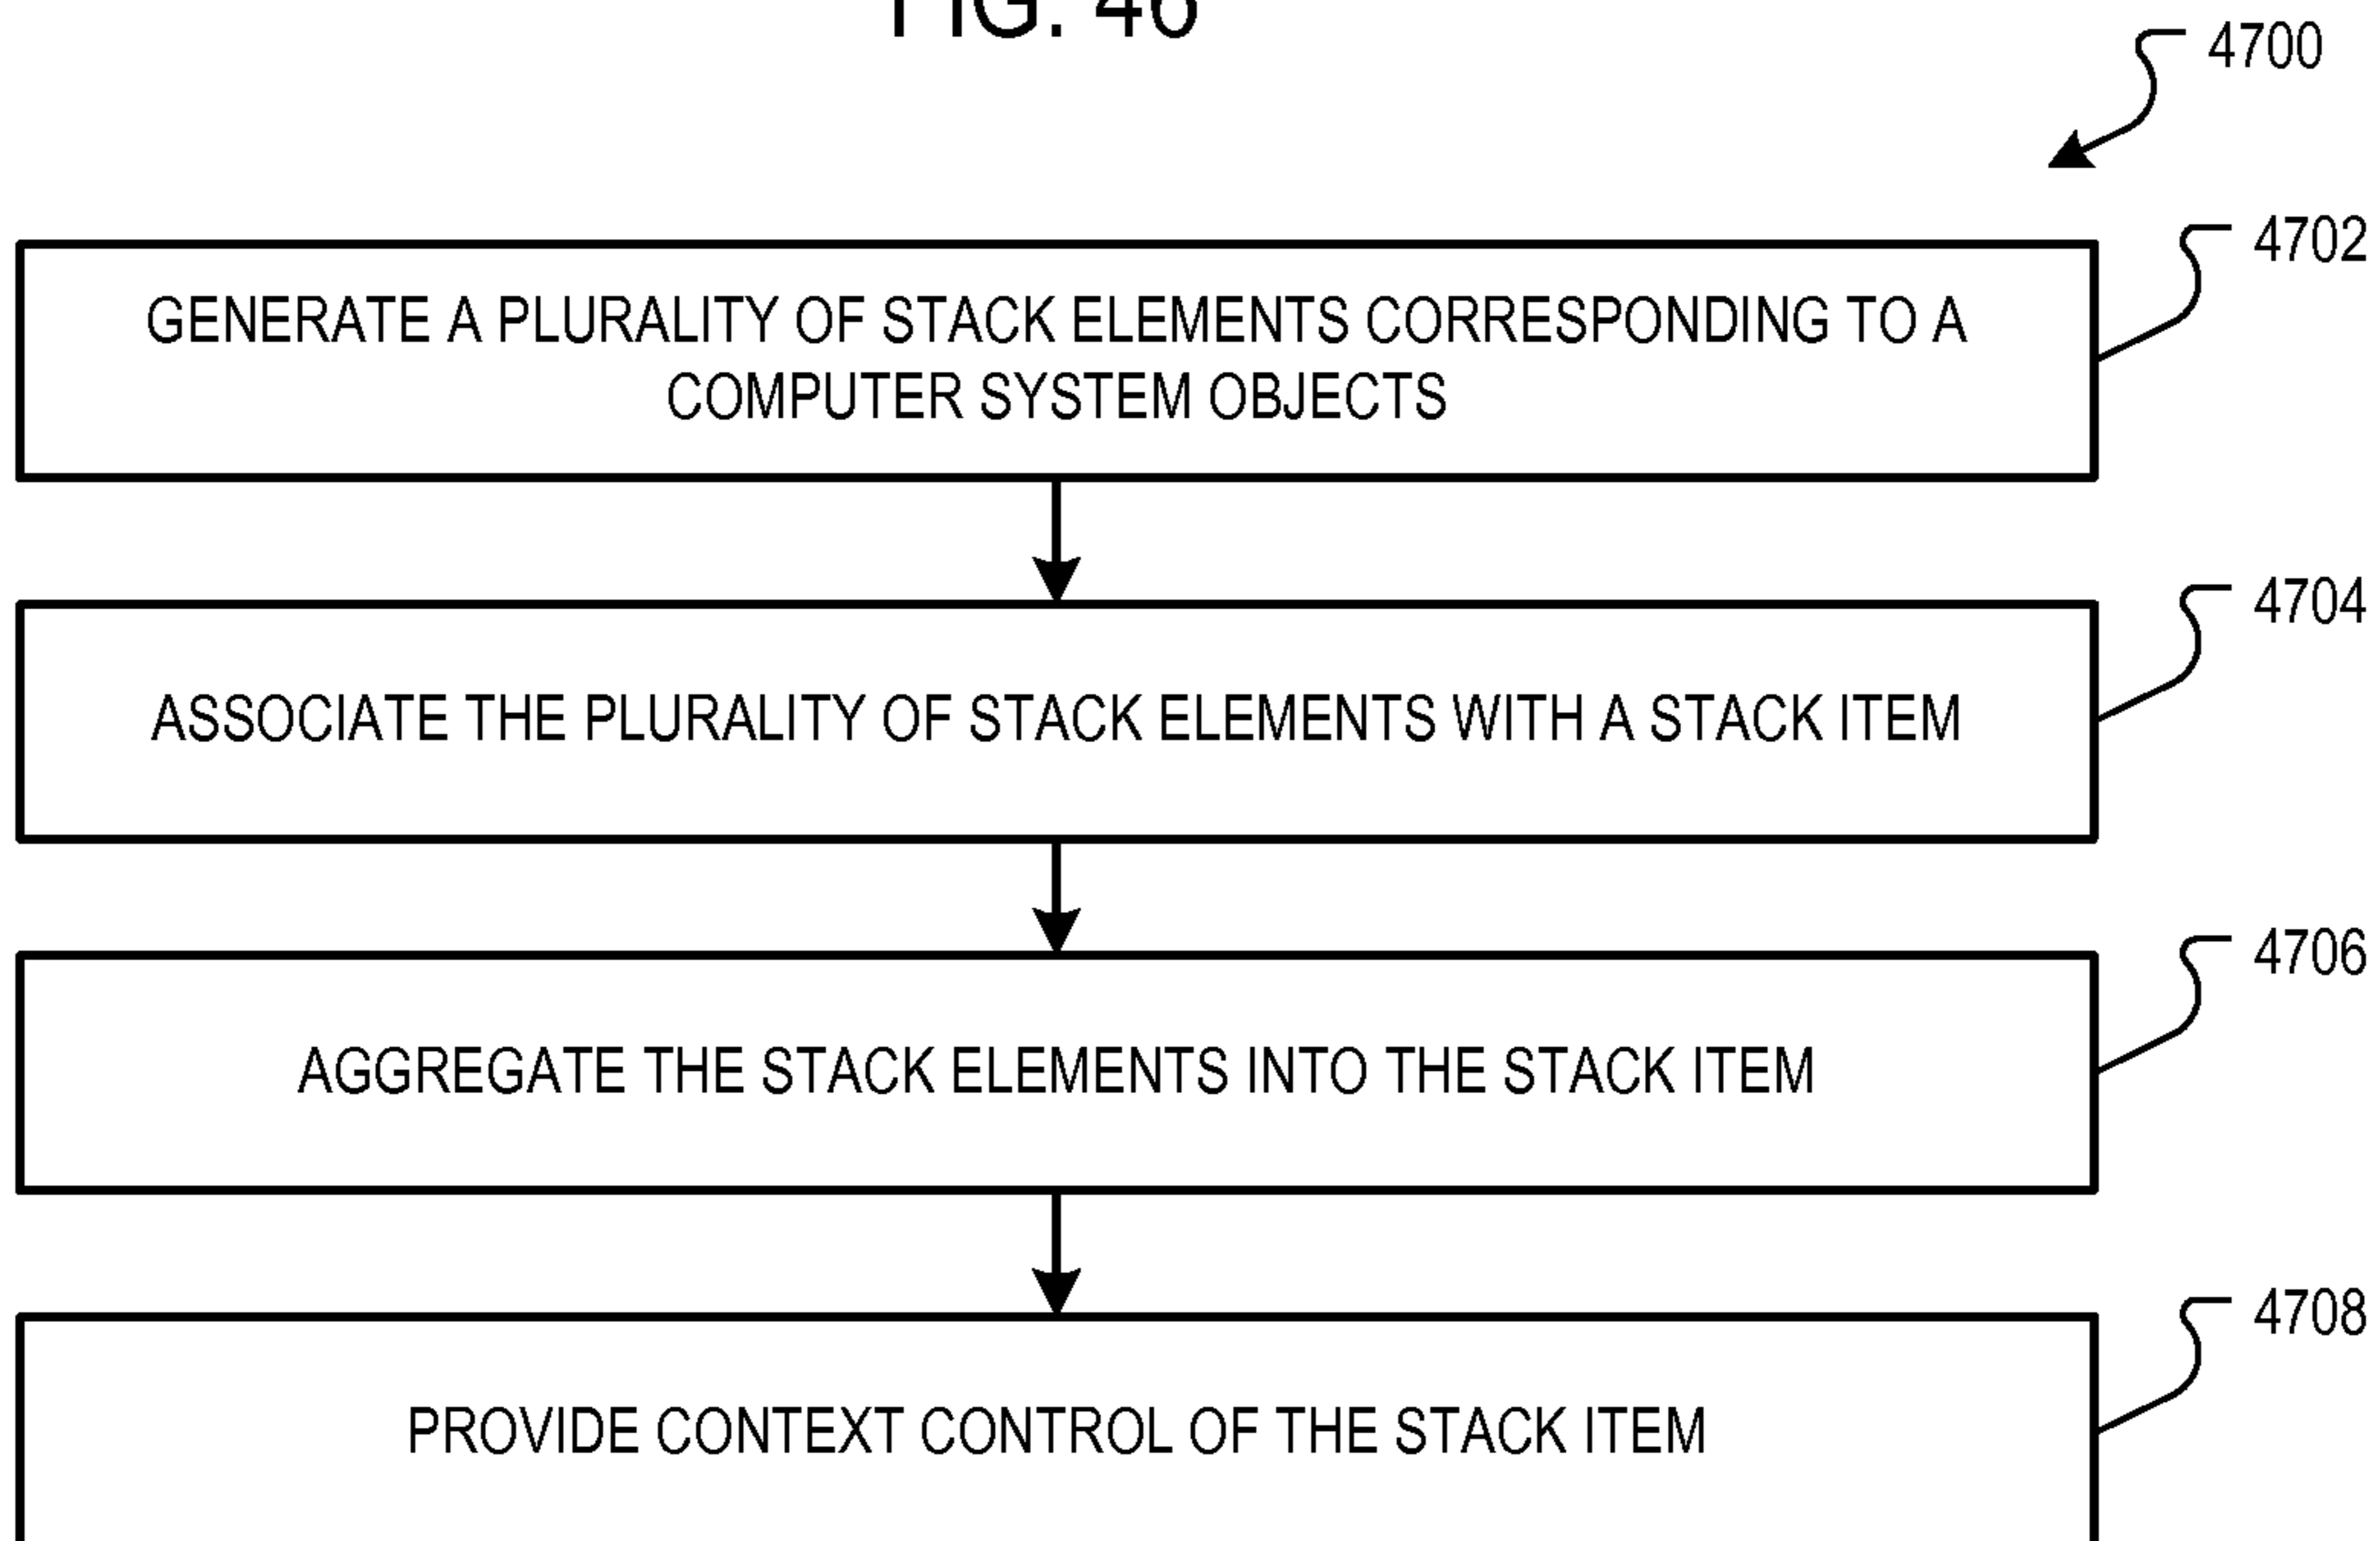 FIG. 46
4700
4702
GENERATE A PLURALITY OF STACK ELEMENTS CORRESPONDING TO A
COMPUTER SYSTEM OBJECTS
4704
ASSOCIATE THE PLURALITY OF STACK ELEMENTS WITH A STACK ITEM
4706
AGGREGATE THE STACK ELEMENTS INTO THE STACK ITEM
4708
PROVIDE CONTEXT CONTROL OF THE STACK ITEM